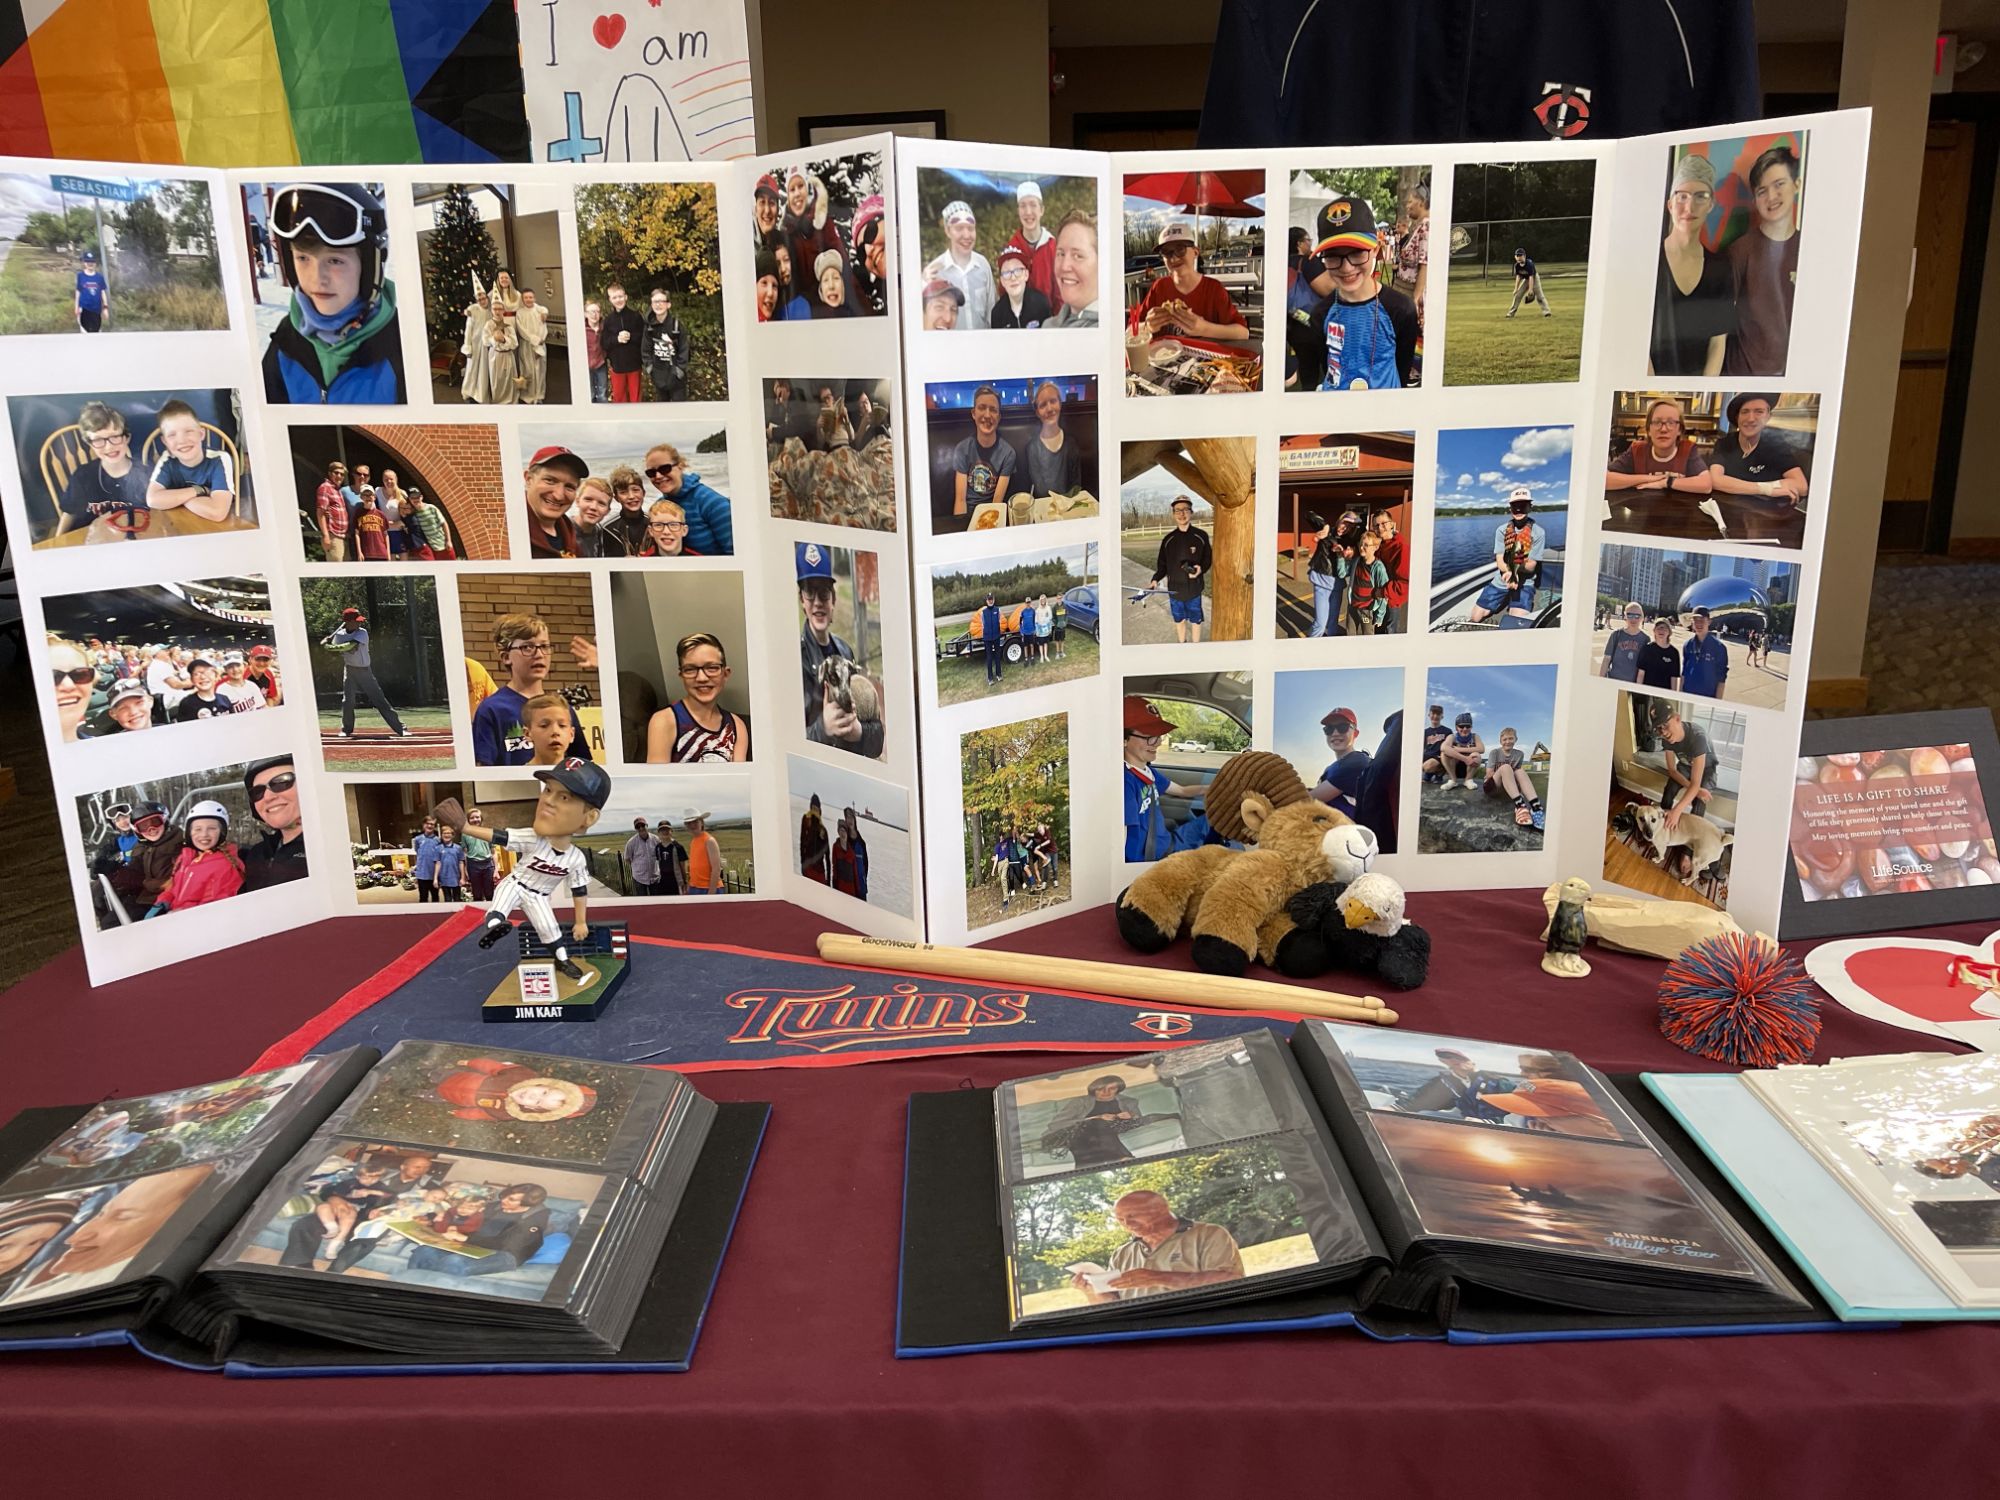 I ❤ am
SEBASTIAN
GAMPER'S
Twins
JIM KAAT
GOODWOOD 5B
Twins
LIFE IS A GIFT TO SHARE
Honoring the memory of your loved one and the gift
of life they generously shared to help those in need.
May loving memories bring you comfort and peace.
LifeSource
MINNESOTA
Walleye Fever